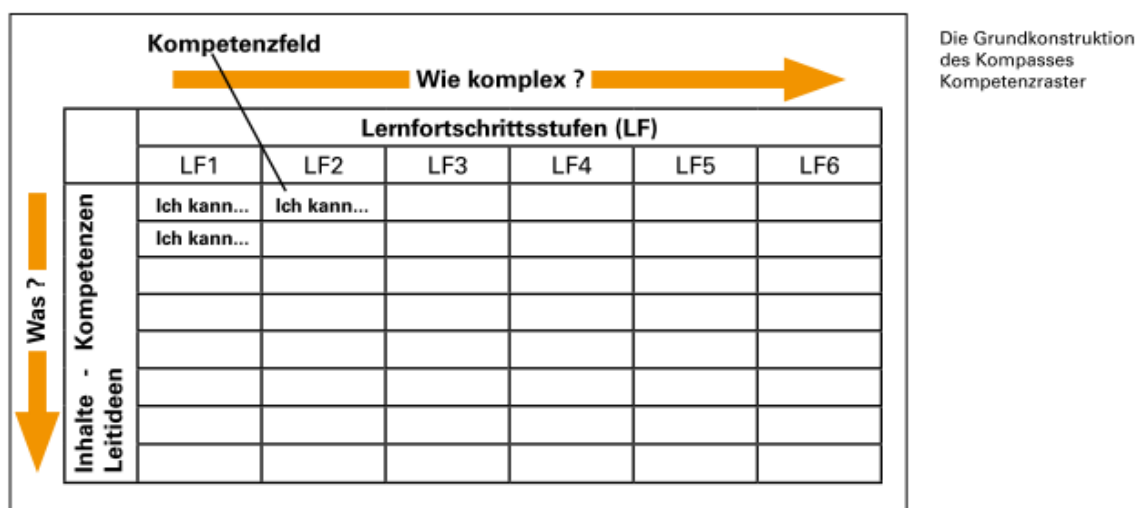 Kompetenzfeld
Wie komplex ?
Lernfortschrittsstufen (LF)
LF1 LF2 LF3 LF4 LF5 LF6
Ich kann... Ich kann...
Ich kann...
Was ?
Inhalte - Kompetenzen
Leitideen
Die Grundkonstruktion
des Kompasses
Kompetenzraster